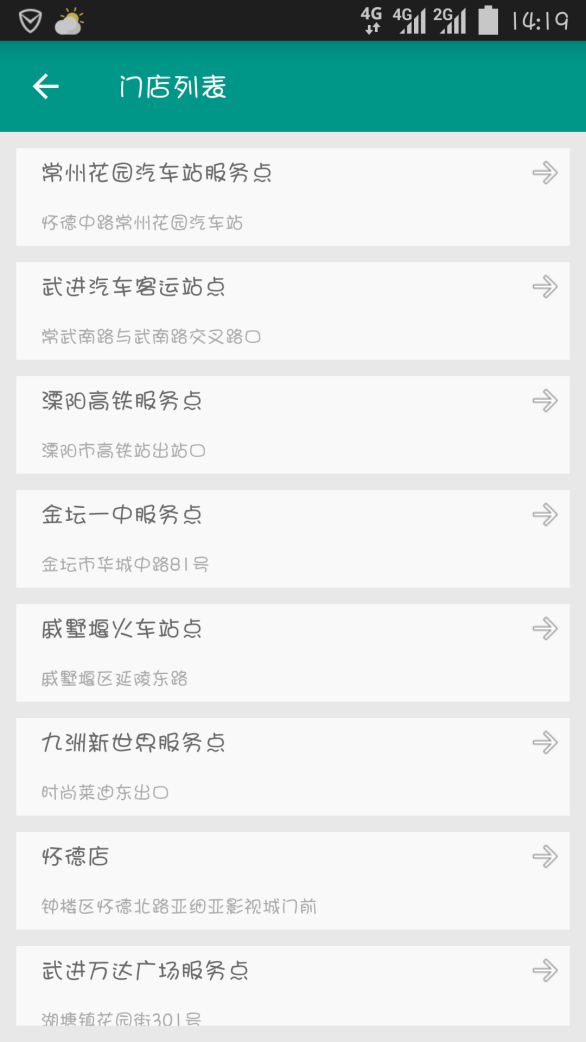 4G 4G 2G 14:19
门店列表
常州花园汽车站服务点
怀德中路常州花园汽车站
武进汽车客运站点
常武南路与武南路交叉路口
溧阳高铁服务点
溧阳市高铁站出站口
金坛一中服务点
金坛市华城中路81号
戚墅堰火车站点
戚墅堰区延陵东路
九洲新世界服务点
时尚莱迪东出口
怀德店
钟楼区怀德北路亚细亚影视城门前
武进万达广场服务点
湖塘镇花园街301号